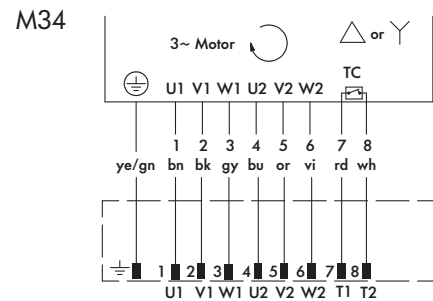 M34
3~ Motor
or
TC
U1 V1 W1 U2 V2 W2
1 2 3 4 5 6 7 8
ye/gn bn bk gy bu or vi rd wh
1 2 3 4 5 6 7 8
U1 V1 W1 U2 V2 W2 T1 T2